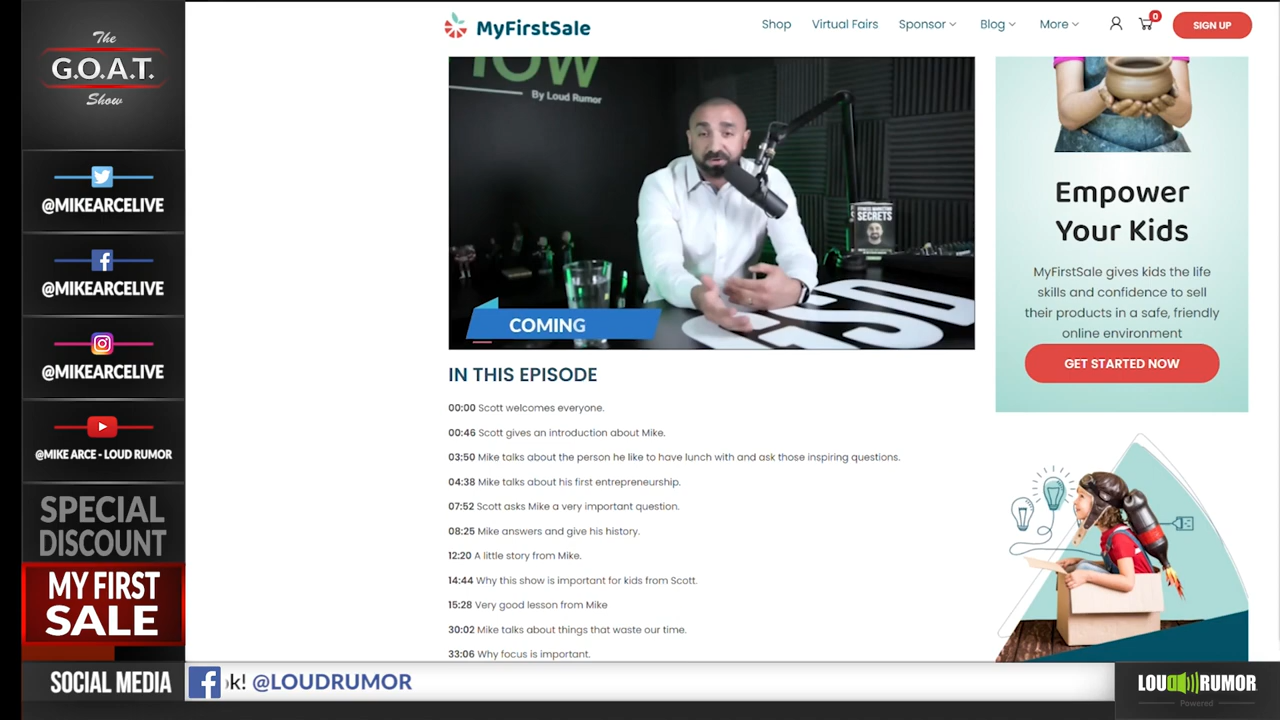 The
G.O.A.T.
Show
@MIKEARCELIVE
@MIKEARCELIVE
@MIKEARCELIVE
@MIKE ARCE - LOUD RUMOR
SPECIAL
DISCOUNT
MY FIRST
SALE
SOCIAL MEDIA
MyFirstSale
Shop
Virtual Fairs
Sponsor
Blog
More
0
SIGN UP
By Loud Rumor
SECRETS
GSD
COMING
IN THIS EPISODE
00:00 Scott welcomes everyone.
00:46 Scott gives an introduction about Mike.
03:50 Mike talks about the person he like to have lunch with and ask those inspiring questions.
04:38 Mike talks about his first entrepreneurship.
07:52 Scott asks Mike a very important question.
08:25 Mike answers and give his history.
12:20 A little story from Mike.
14:44 Why this show is important for kids from Scott.
15:28 Very good lesson from Mike
30:02 Mike talks about things that waste our time.
33:06 Why focus is important.
Empower
Your Kids
MyFirstSale gives kids the life
skills and confidence to sell
their products in a safe, friendly
online environment
GET STARTED NOW
k! @LOUDRUMOR
LOUD RUMOR
Powered